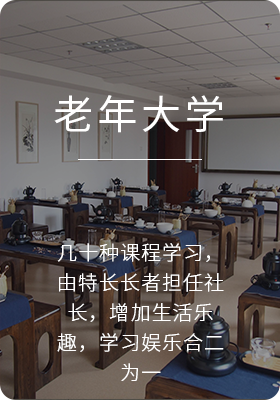 老年大学
几十种课程学习，
由特长长者担任社
长，增加生活乐
趣，学习娱乐合二
为一